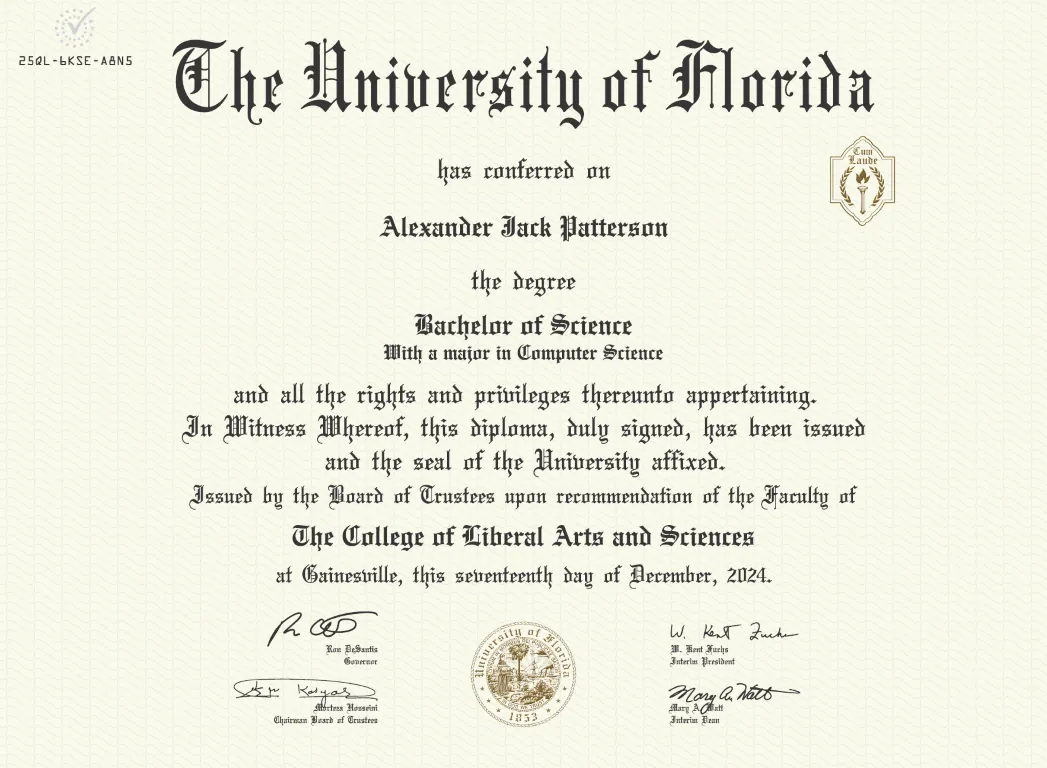 25QL-6KSE-A8N5
The University of Florida
Cum
Laude
has conferred on
Alexander Jack Patterson
the degree
Bachelor of Science
With a major in Computer Science
and all the rights and privileges thereunto appertaining.
In Witness Whereof, this diploma, duly signed, has been issued
and the seal of the University affixed.
Issued by the Board of Trustees upon recommendation of the Faculty of
The College of Liberal Arts and Sciences
at Gainesville, this seventeenth day of December, 2024.
Ron DeSantis
Governor
W. Kent Fuchs
W. Kent Fuchs
Interim President
University of Florida
1853
Morteza Hosseini
Chairman Board of Trustees
Mary A. Watt
Mary A. Watt
Interim Dean